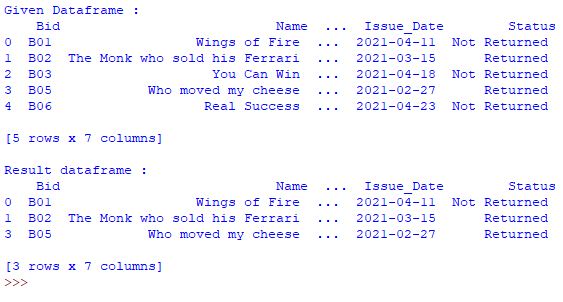 Given Dataframe :
    Bid                            Name  ...  Issue_Date        Status
0  B01                   Wings of Fire  ...  2021-04-11  Not Returned
1  B02  The Monk who sold his Ferrari  ...  2021-03-15      Returned
2  B03                     You Can Win  ...  2021-04-18  Not Returned
3  B05             Who moved my cheese  ...  2021-02-27      Returned
4  B06                    Real Success  ...  2021-04-23  Not Returned
[5 rows x 7 columns]
Result dataframe :
    Bid                            Name  ...  Issue_Date        Status
0  B01                   Wings of Fire  ...  2021-04-11  Not Returned
1  B02  The Monk who sold his Ferrari  ...  2021-03-15      Returned
3  B05             Who moved my cheese  ...  2021-02-27      Returned
[3 rows x 7 columns]
>>>